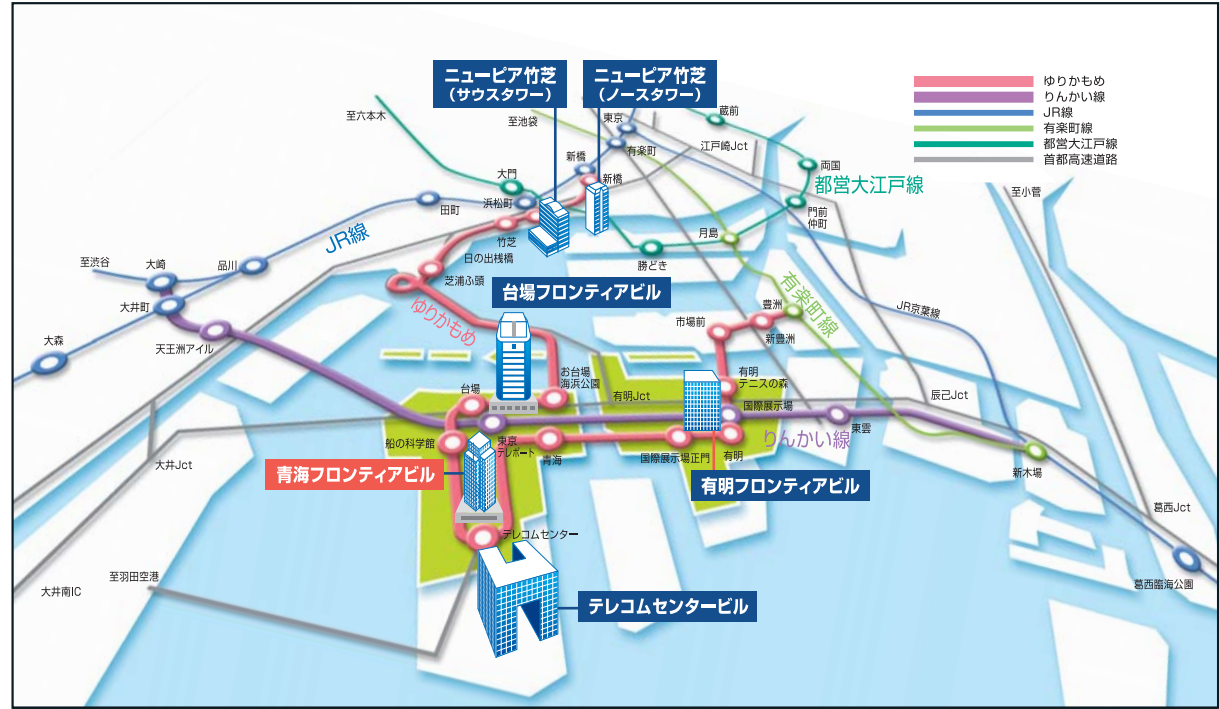 ニューピア竹芝
（サウスタワー）
ニューピア竹芝
（ノースタワー）
ゆりかもめ
りんかい線
JR線
有楽町線
都営大江戸線
首都高速道路
至六本木
至池袋
東京
蔵前
有楽町
江戸崎Jct
新橋
新橋
大門
両国
都営大江戸線
至小菅
浜松町
田町
門前
仲町
JR線
竹芝
月島
日の出桟橋
勝どき
至渋谷
大崎
品川
芝浦ふ頭
台場フロンティアビル
有楽町線
大井町
ゆりかもめ
豊洲
JR京葉線
市場前
新豊洲
大森
天王洲アイル
お台場
海浜公園
有明
テニスの森
台場
有明Jct
国際展示場
辰己Jct
東雲
りんかい線
船の科学館
東京
テレポート
青海
国際展示場正門
有明
大井Jct
新木場
青海フロンティアビル
有明フロンティアビル
葛西Jct
テレコムセンター
至羽田空港
大井南IC
葛西臨海公園
テレコムセンタービル